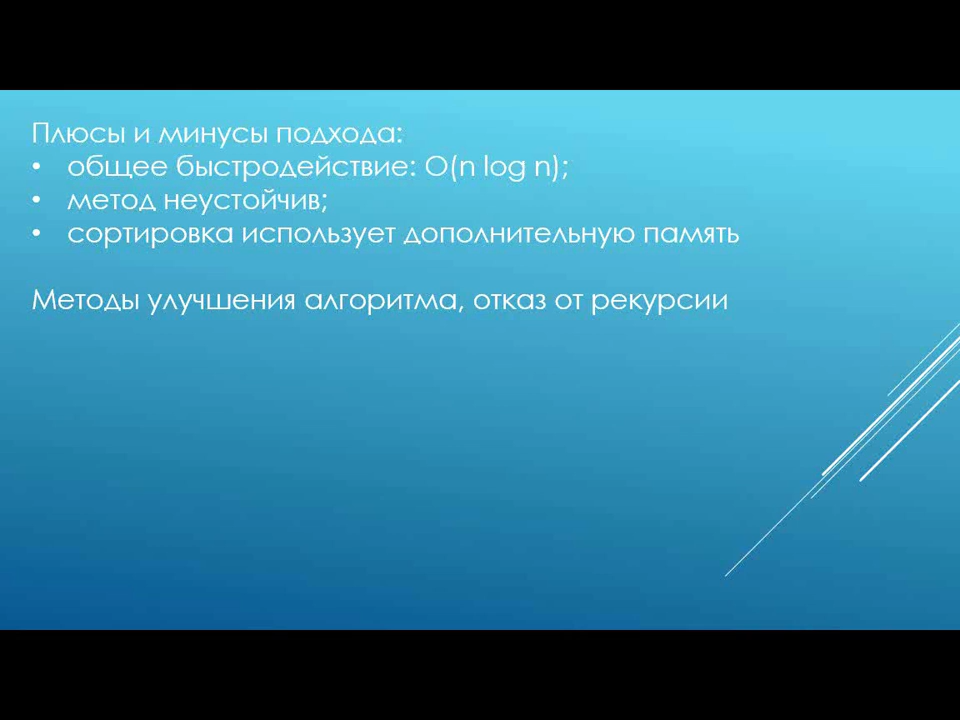 Плюсы и минусы подхода:
• общее быстродействие: O(n log n);
• метод неустойчив;
• сортировка использует дополнительную память
Методы улучшения алгоритма, отказ от рекурсии